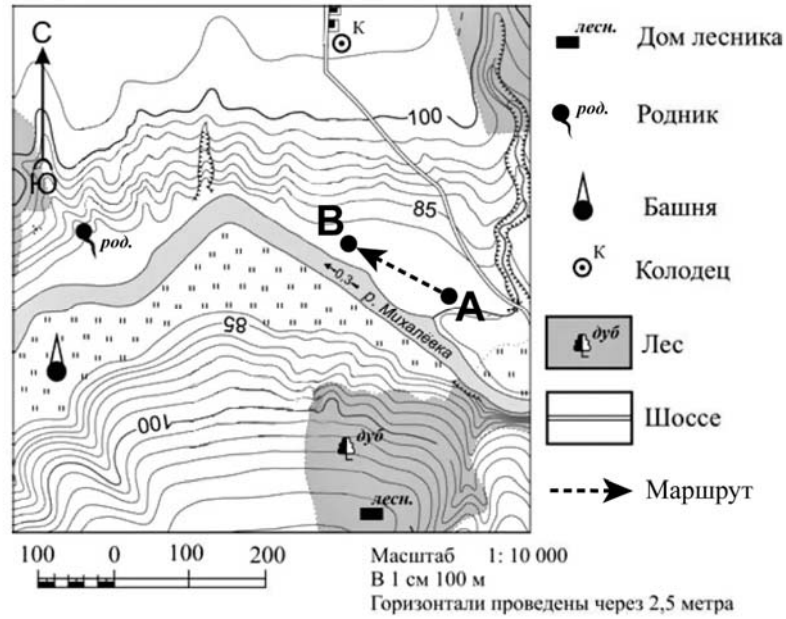 С
Ю
К
100
85
В
А
род.
0,3
р. Михалёвка
85
100
дуб
лесн.
лесн. Дом лесника
род. Родник
Башня
К Колодец
дуб Лес
Шоссе
Маршрут
100 0 100 200
Масштаб 1: 10 000
В 1 см 100 м
Горизонтали проведены через 2,5 метра